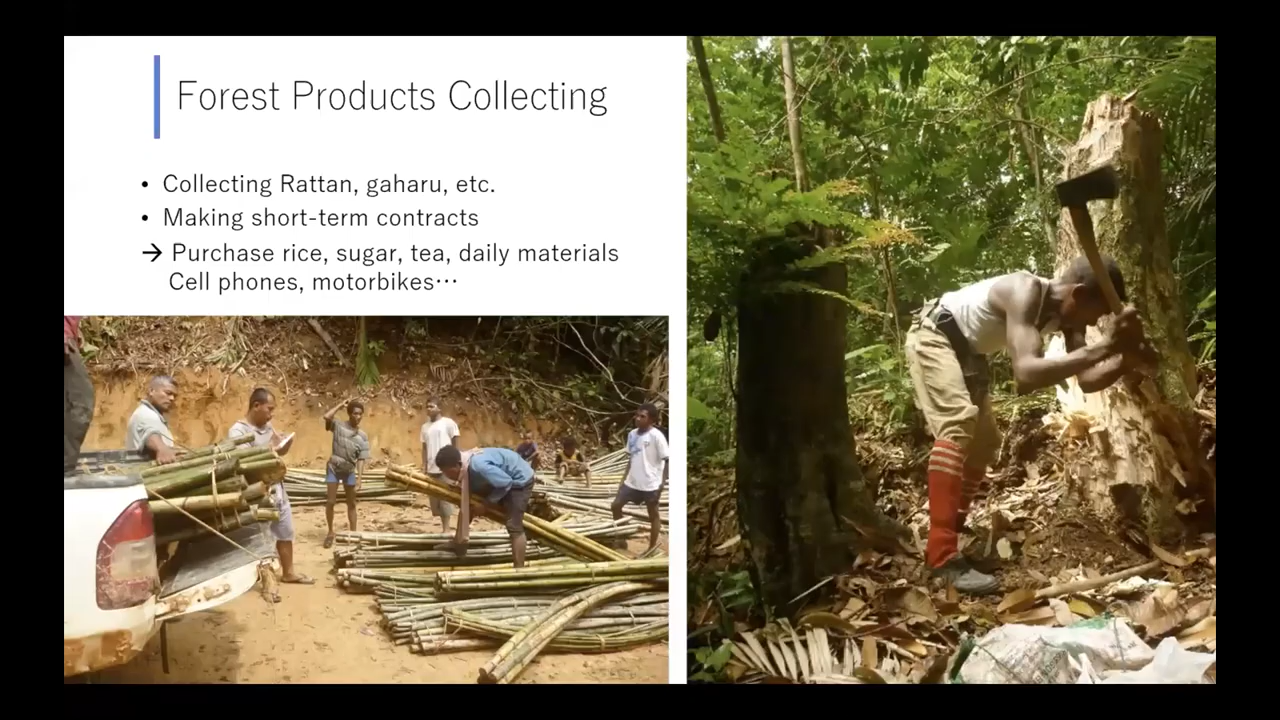 Forest Products Collecting
• Collecting Rattan, gaharu, etc.
• Making short-term contracts
→ Purchase rice, sugar, tea, daily materials
Cell phones, motorbikes⋯